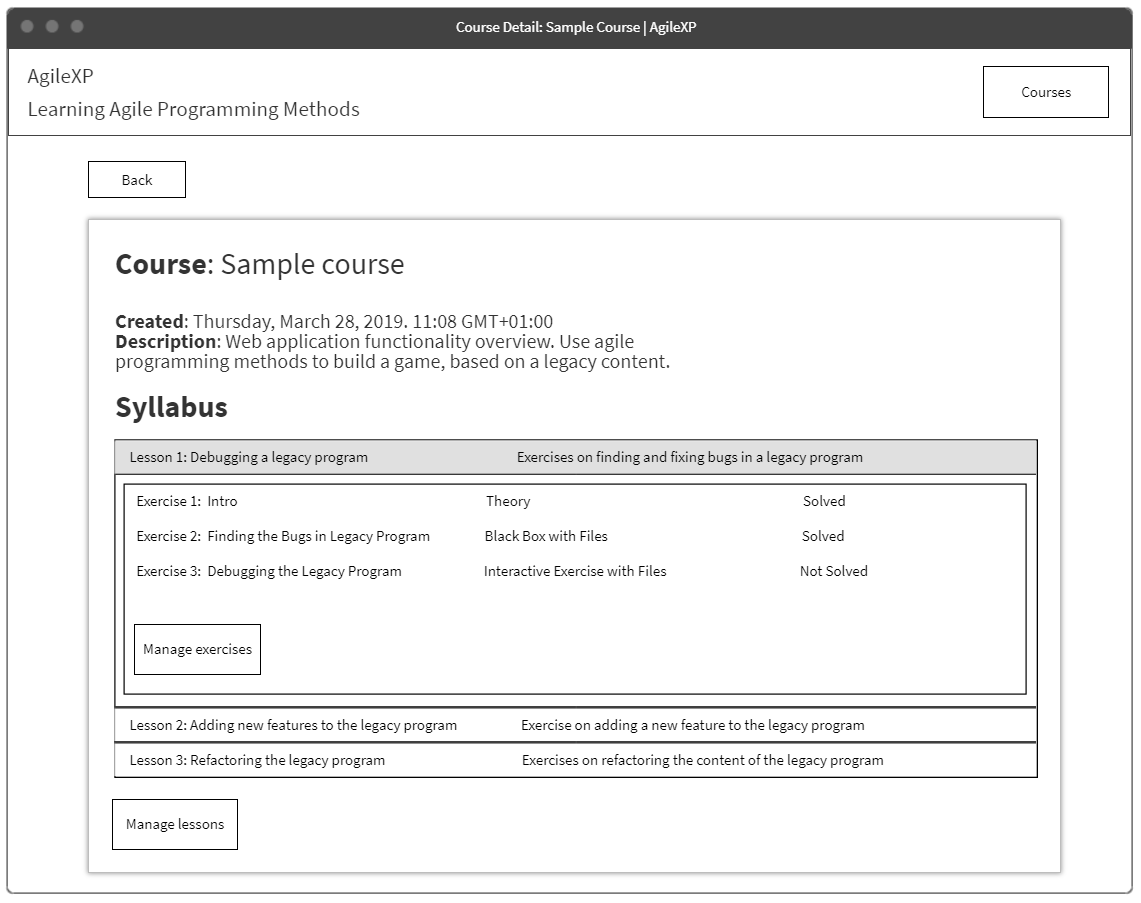 Course Detail: Sample Course | AgileXP
AgileXP
Learning Agile Programming Methods
Courses
Back
Course: Sample course
Created: Thursday, March 28, 2019. 11:08 GMT+01:00
Description: Web application functionality overview. Use agile
programming methods to build a game, based on a legacy content.
Syllabus
Lesson 1: Debugging a legacy program Exercises on finding and fixing bugs in a legacy program
Exercise 1: Intro Theory Solved
Exercise 2: Finding the Bugs in Legacy Program Black Box with Files Solved
Exercise 3: Debugging the Legacy Program Interactive Exercise with Files Not Solved
Manage exercises
Lesson 2: Adding new features to the legacy program Exercise on adding a new feature to the legacy program
Lesson 3: Refactoring the legacy program Exercises on refactoring the content of the legacy program
Manage lessons